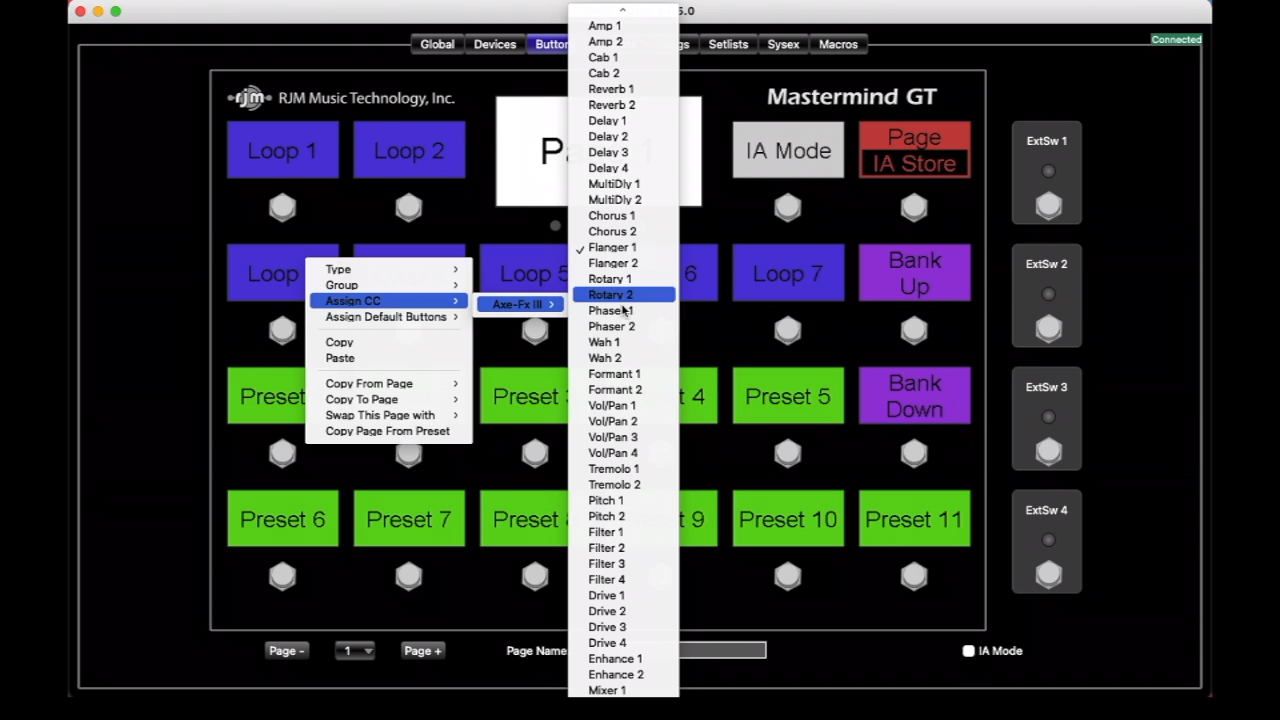 5.0
Global
Devices
Butto
gs
Setlists
Sysex
Macros
Connected
rjm RJM Music Technology, Inc.
Mastermind GT
Loop 1
Loop 2
IA Mode
Page
IA Store
ExtSw 1
Loop
Loop 5
6
Loop 7
Bank
Up
ExtSw 2
Preset
Preset
t 4
Preset 5
Bank
Down
ExtSw 3
Preset 6
Preset 7
Preset
t 9
Preset 10
Preset 11
ExtSw 4
Page -
1
Page +
Page Name
IA Mode
Type
Group
Assign CC
Assign Default Buttons
Copy
Paste
Copy From Page
Copy To Page
Swap This Page with
Copy Page From Preset
Axe-Fx III
Amp 1
Amp 2
Cab 1
Cab 2
Reverb 1
Reverb 2
Delay 1
Delay 2
Delay 3
Delay 4
MultiDly 1
MultiDly 2
Chorus 1
Chorus 2
Flanger 1
Flanger 2
Rotary 1
Rotary 2
Phaser 1
Phaser 2
Wah 1
Wah 2
Formant 1
Formant 2
Vol/Pan 1
Vol/Pan 2
Vol/Pan 3
Vol/Pan 4
Tremolo 1
Tremolo 2
Pitch 1
Pitch 2
Filter 1
Filter 2
Filter 3
Filter 4
Drive 1
Drive 2
Drive 3
Drive 4
Enhance 1
Enhance 2
Mixer 1